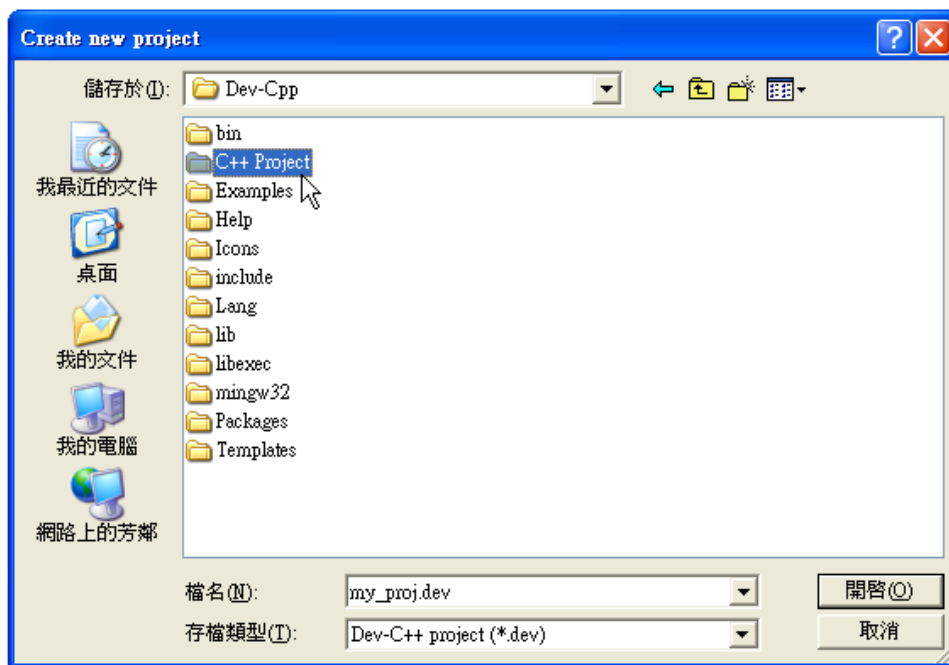 Create new project
儲存於(I):
Dev-Cpp
我最近的文件
桌面
我的文件
我的電腦
網路上的芳鄰
bin
C++ Project
Examples
Help
Icons
include
Lang
lib
libexec
mingw32
Packages
Templates
檔名(N):
my_proj.dev
開啟(O)
存檔類型(T):
Dev-C++ project (*.dev)
取消